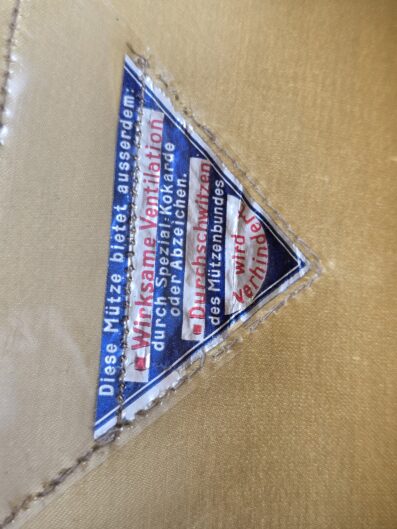 Diese Mütze bietet ausserdem:
Wirksame Ventilation
durch Spezial-Kokarde
oder Abzeichen.
Durchschwitzen
des Mützenbundes
wird
verhindert